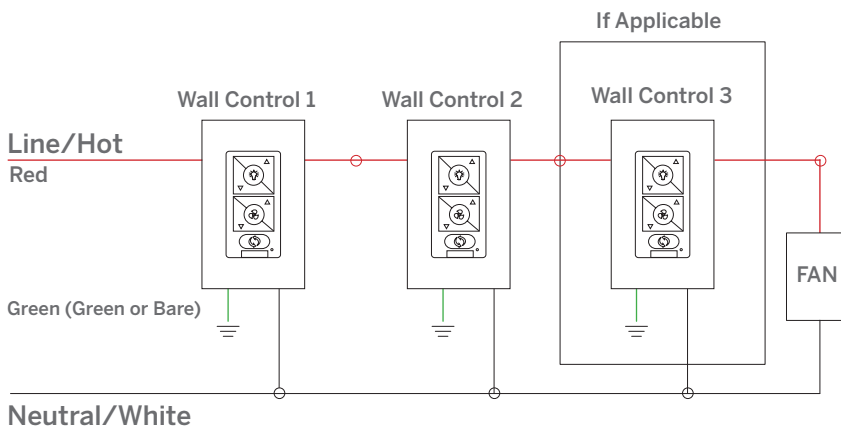 If Applicable
Wall Control 1
Wall Control 2
Wall Control 3
Line/Hot
Red
FAN
Green (Green or Bare)
Neutral/White